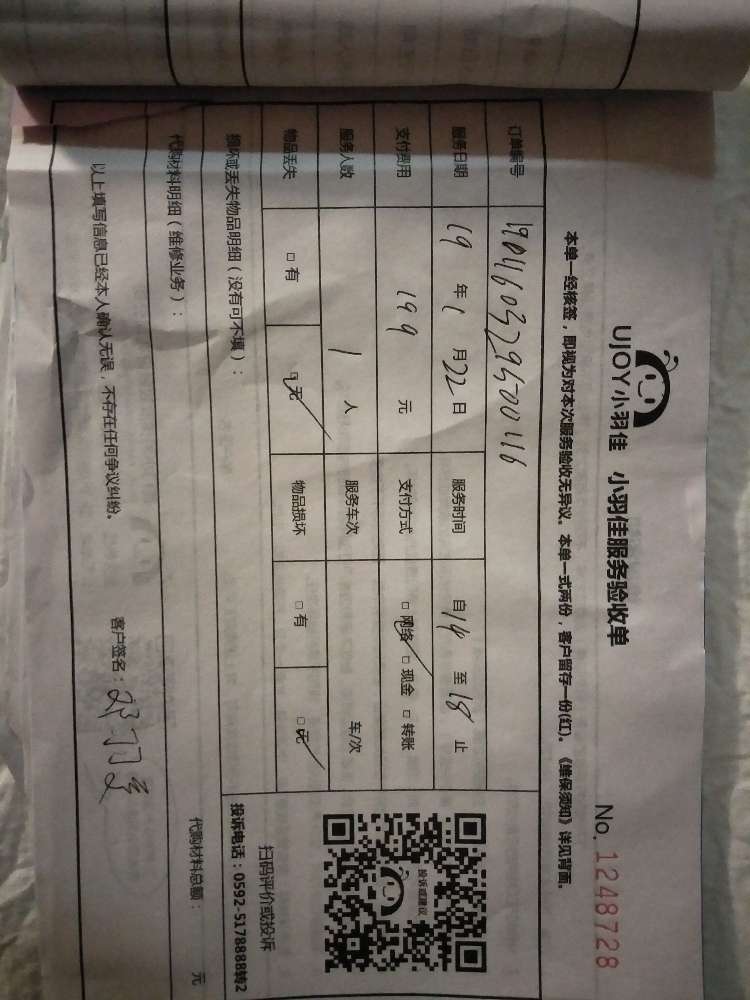 UJOY小羽佳 小羽佳服务验收单
No. 1248728
本单一经核签，即视为对本次服务验收无异议。本单一式两份，客户留存一份(红)。《维保须知》详见背面。
订单编号
服务日期 19 年 1 月 22 日 服务时间 自 14 至 18 止
支付费用 199 元 支付方式 □ 网络 □ 现金 □ 转账
服务人数 1 人 服务车次 车/次
物品丢失 □ 有 □ 无 物品损坏 □ 有 □ 无
损坏或丢失物品明细（没有可不填）：
投诉或建议
扫码评价或投诉
投诉电话：0592-5178888转2
代购材料明细（维修业务）：
代购材料总额： 元
以上填写信息已经本人确认无误，不存在任何争议纠纷。
客户签名：